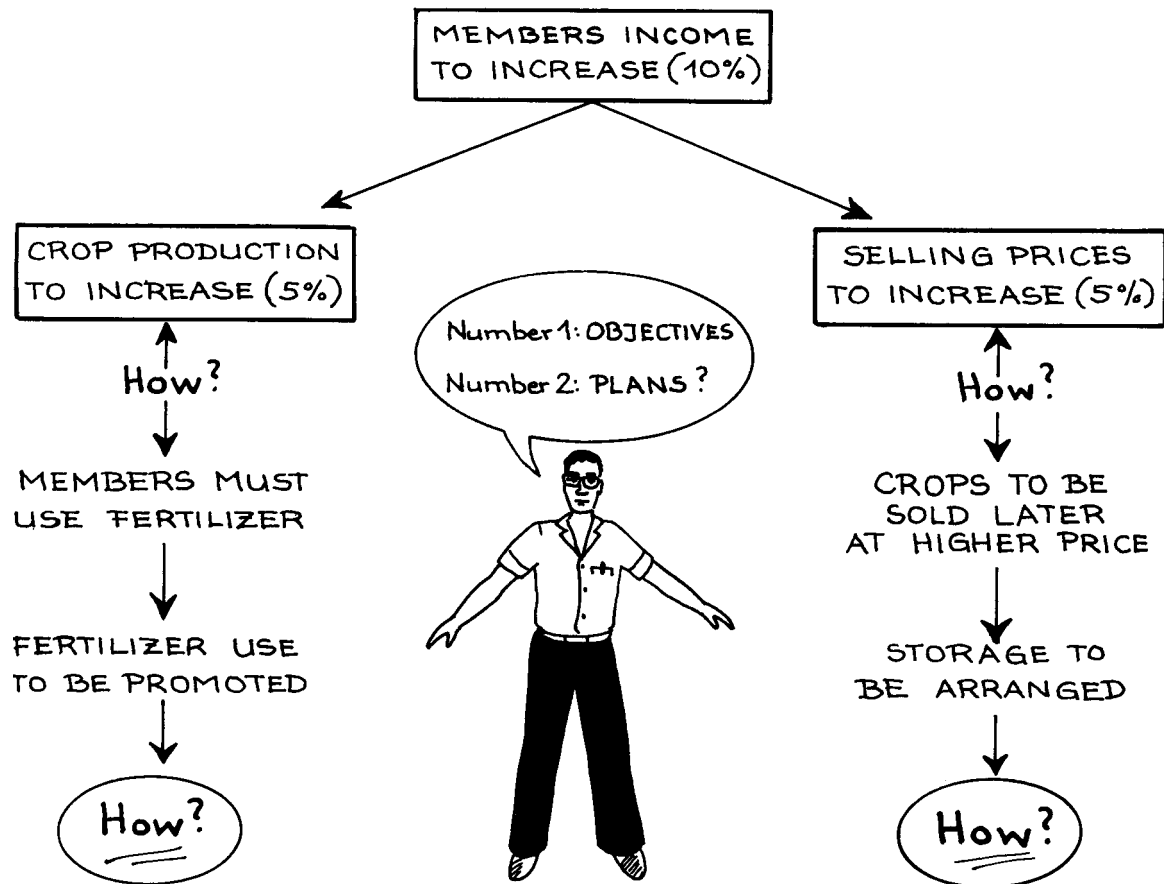 MEMBERS INCOME
TO INCREASE (10%)
CROP PRODUCTION
TO INCREASE (5%)
How?
MEMBERS MUST
USE FERTILIZER
FERTILIZER USE
TO BE PROMOTED
How?
Number 1: OBJECTIVES
Number 2: PLANS?
SELLING PRICES
TO INCREASE (5%)
How?
CROPS TO BE
SOLD LATER
AT HIGHER PRICE
STORAGE TO
BE ARRANGED
How?